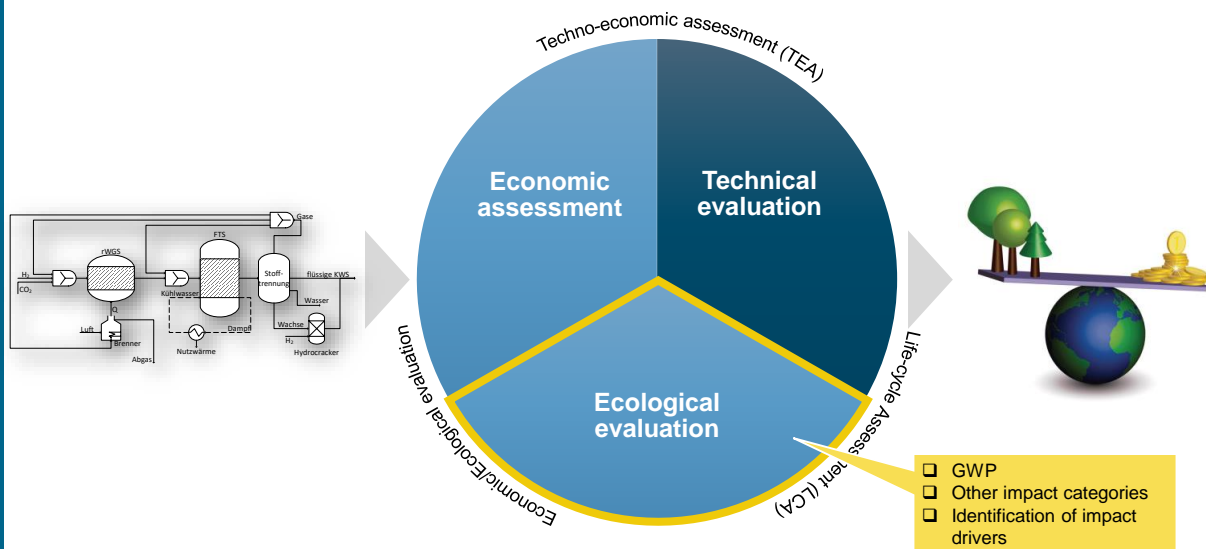 Techno-economic assessment (TEA)
Economic
assessment
Technical
evaluation
Ecological
evaluation
Economic/Ecological evaluation
Life-cycle Assessment (LCA)
Gase
rWGS
FTS
H₂
CO₂
Kühlwasser
Stoff-
trennung
flüssige KWS
Wasser
Q
Luft
Brenner
Abgas
Dampf
Nutzwärme
Wachse
H₂
Hydrocracker
❑ GWP
❑ Other impact categories
❑ Identification of impact
drivers